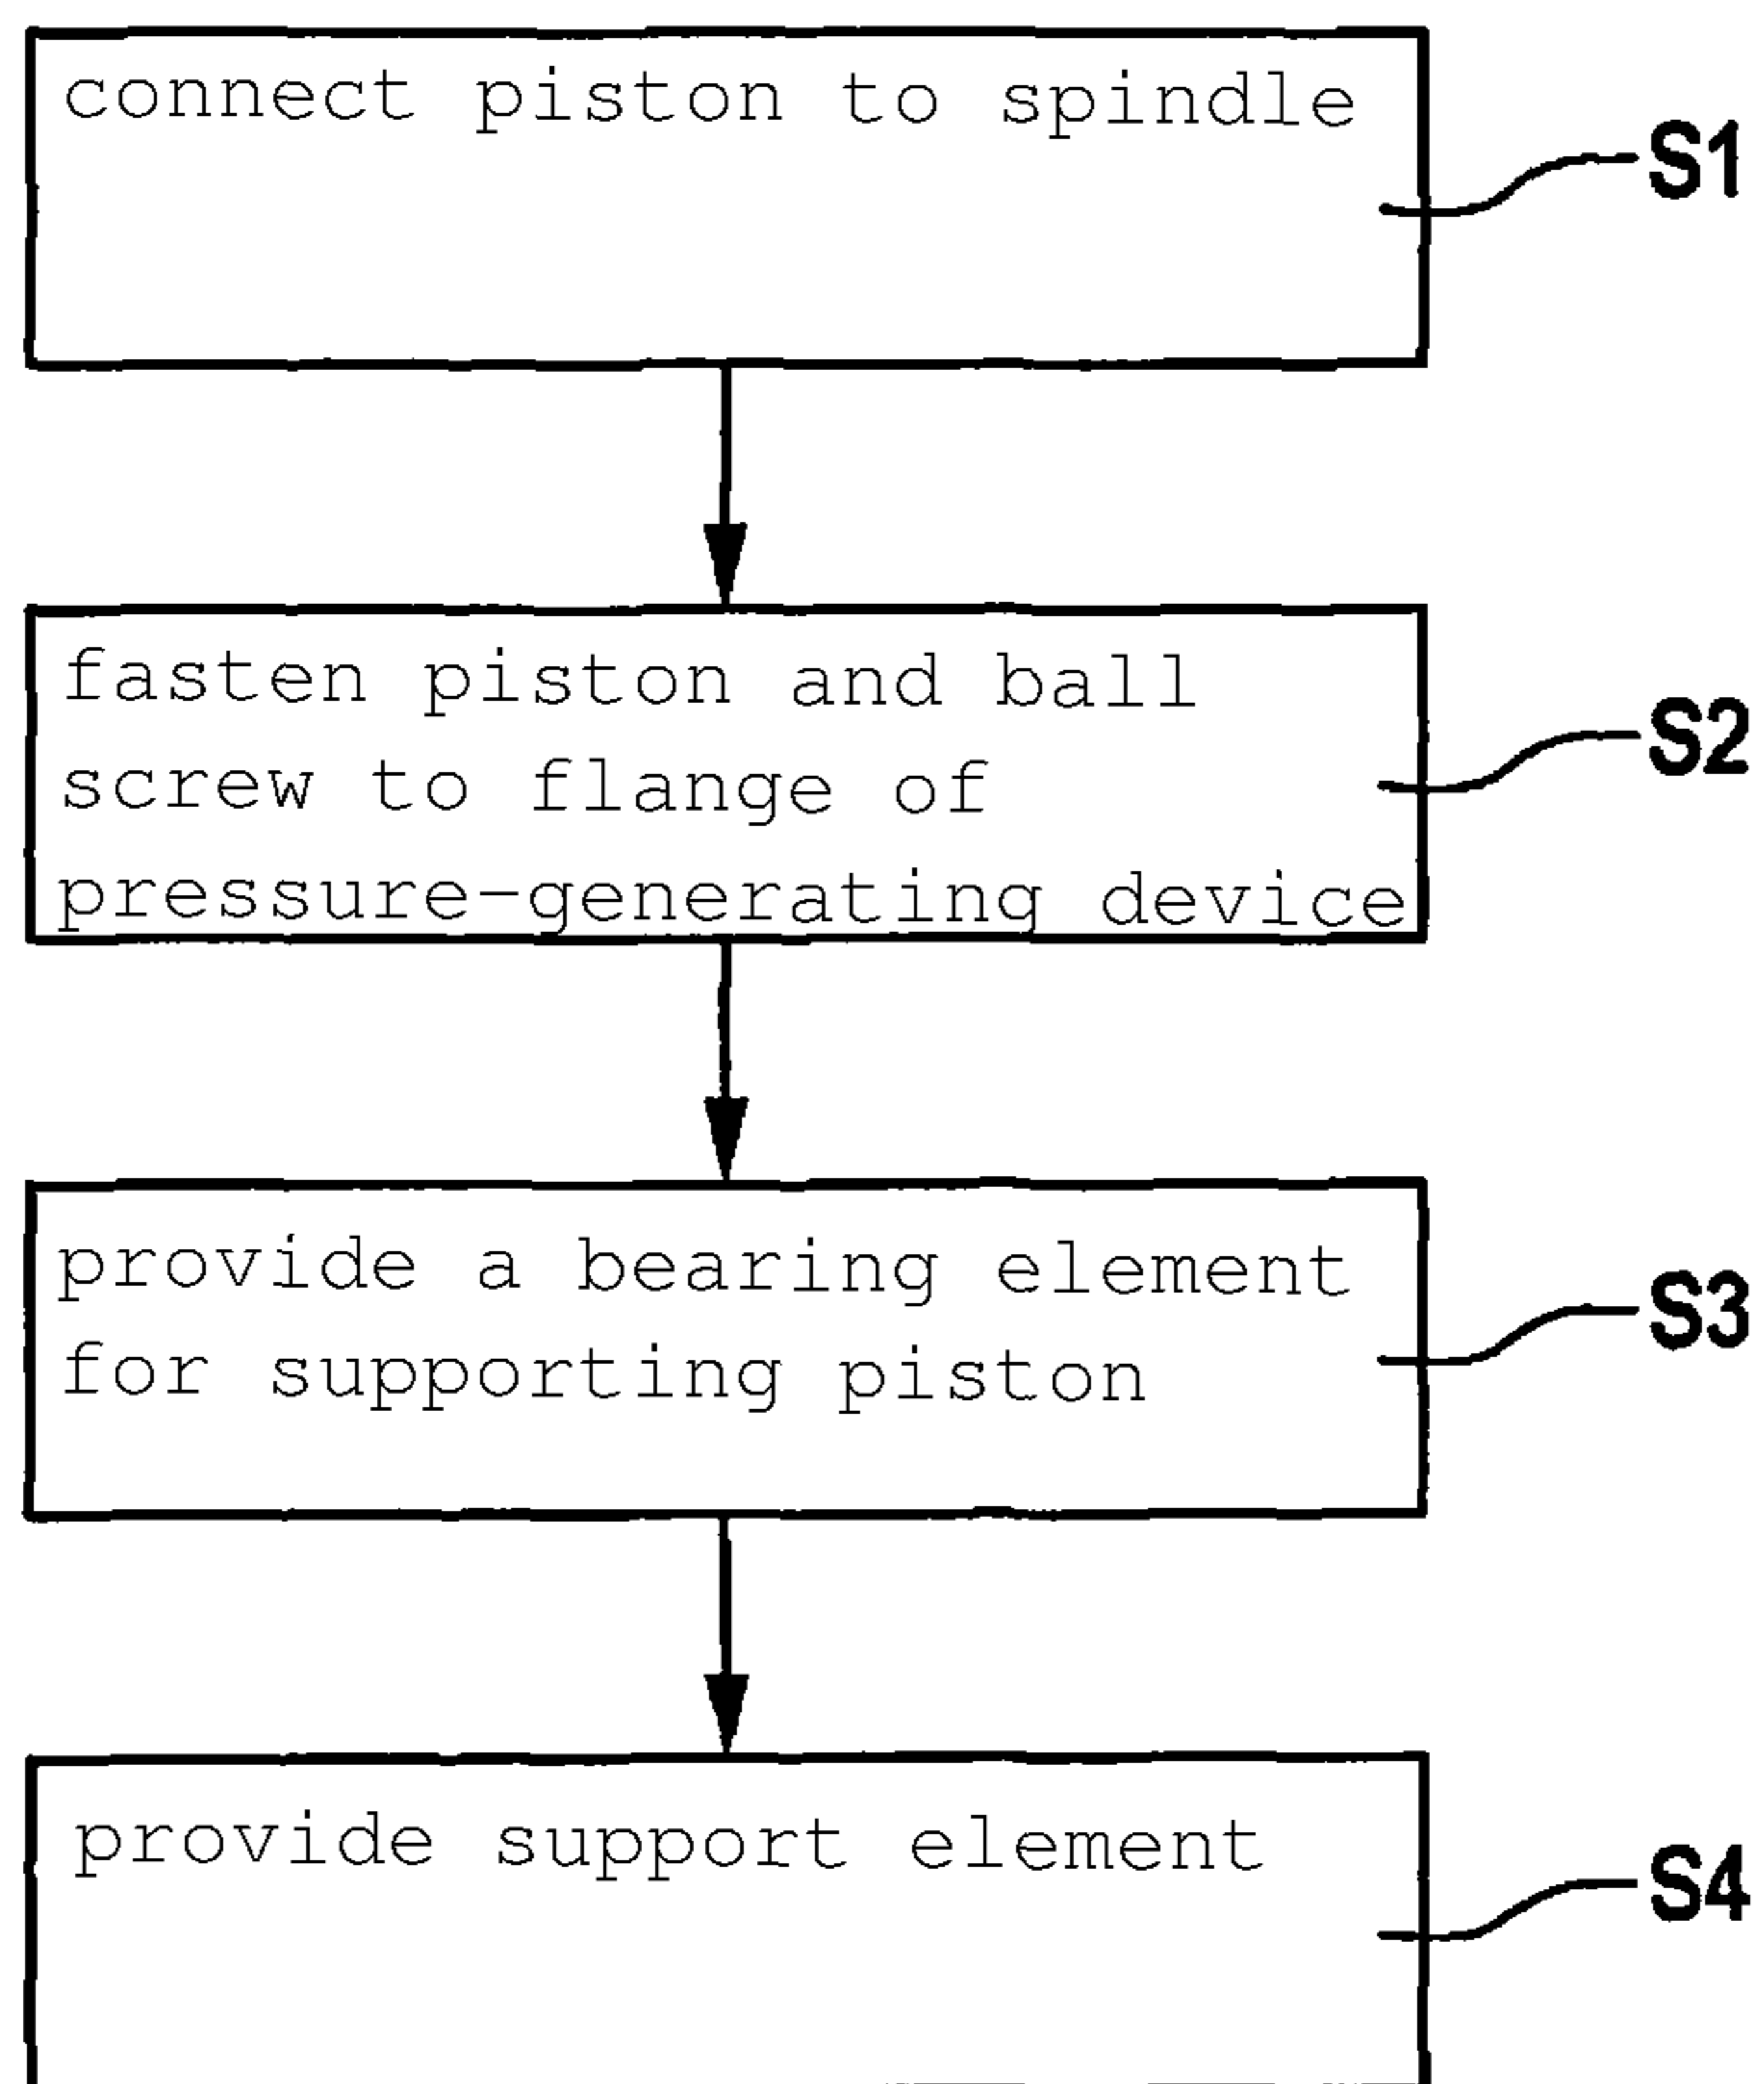 connect piston to spindle
S1
fasten piston and ball
screw to flange of
pressure-generating device
S2
provide a bearing element
for supporting piston
S3
provide support element
S4